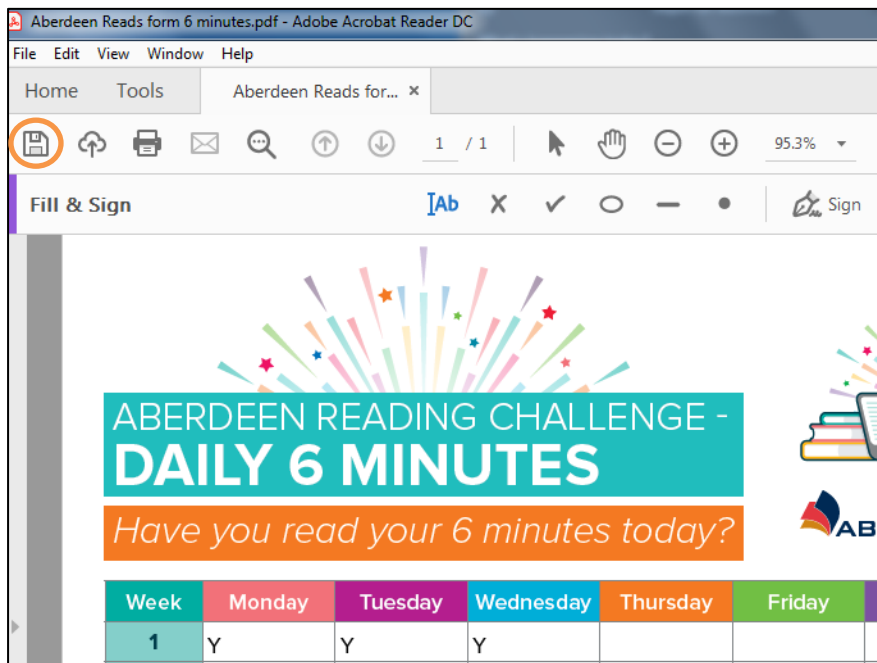 Aberdeen Reads form 6 minutes.pdf - Adobe Acrobat Reader DC
File Edit View Window Help
Home Tools Aberdeen Reads for... ×
1 / 1 95.3%
Fill & Sign Ab Sign
ABERDEEN READING CHALLENGE -
DAILY 6 MINUTES
Have you read your 6 minutes today?
AB
Week Monday Tuesday Wednesday Thursday Friday
1 Y Y Y